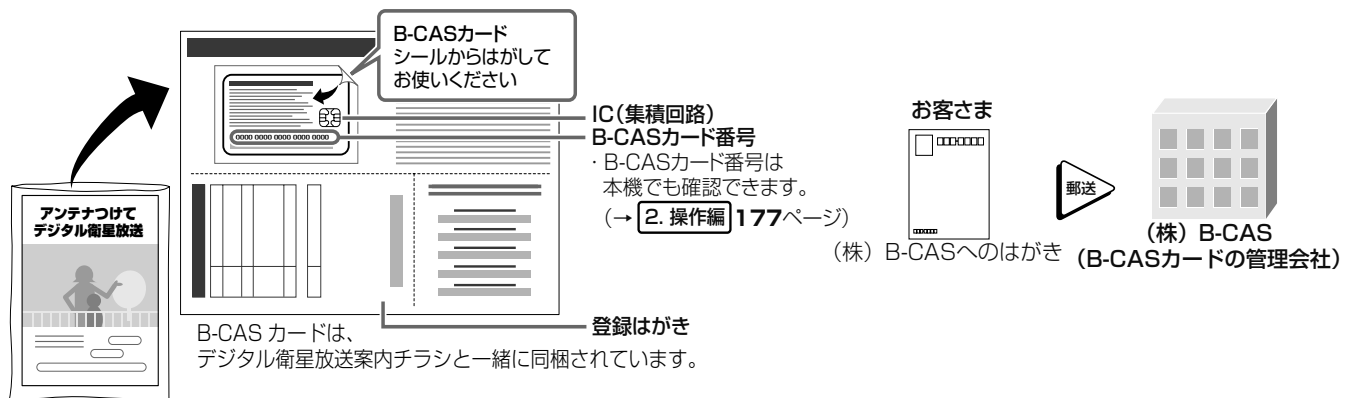 B-CASカード
シールからはがして
お使いください
IC（集積回路）
B-CASカード番号
・B-CASカード番号は
本機でも確認できます。
（→ 2. 操作編 177ページ）
0000 0000 0000 0000 0000
アンテナつけて
デジタル衛星放送
登録はがき
B-CAS カードは、
デジタル衛星放送案内チラシと一緒に同梱されています。
お客さま
（株）B-CASへのはがき
郵送
（株）B-CAS
（B-CASカードの管理会社）